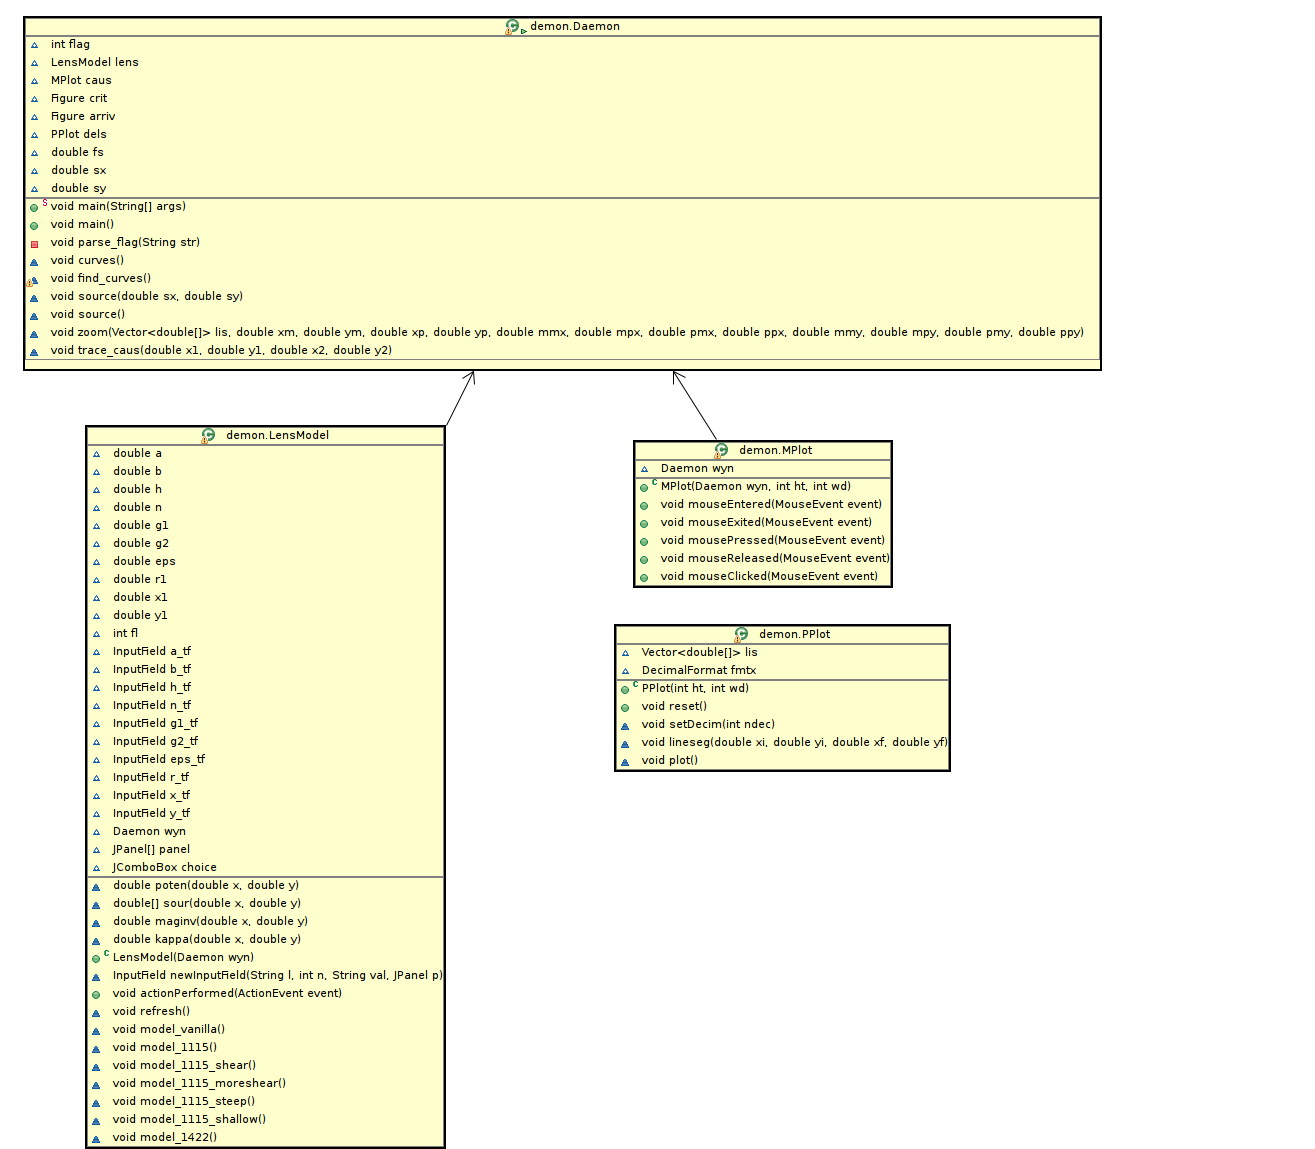 demon.Daemon
int flag
LensModel lens
MPlot caus
Figure crit
Figure arriv
PPlot dels
double fs
double sx
double sy
void main(String[] args)
void main()
void parse_flag(String str)
void curves()
void find_curves()
void source(double sx, double sy)
void source()
void zoom(Vector<double[]> lis, double xm, double ym, double xp, double yp, double mmx, double mpx, double pmx, double ppx, double mmy, double mpy, double pmy, double ppy)
void trace_caus(double x1, double y1, double x2, double y2)
demon.LensModel
double a
double b
double h
double n
double g1
double g2
double eps
double r1
double x1
double y1
int fl
InputField a_tf
InputField b_tf
InputField h_tf
InputField n_tf
InputField g1_tf
InputField g2_tf
InputField eps_tf
InputField r_tf
InputField x_tf
InputField y_tf
Daemon wyn
JPanel[] panel
JComboBox choice
double poten(double x, double y)
double[] sour(double x, double y)
double maginv(double x, double y)
double kappa(double x, double y)
LensModel(Daemon wyn)
InputField newInputField(String l, int n, String val, JPanel p)
void actionPerformed(ActionEvent event)
void refresh()
void model_vanilla()
void model_1115()
void model_1115_shear()
void model_1115_moreshear()
void model_1115_steep()
void model_1115_shallow()
void model_1422()
demon.MPlot
Daemon wyn
MPlot(Daemon wyn, int ht, int wd)
void mouseEntered(MouseEvent event)
void mouseExited(MouseEvent event)
void mousePressed(MouseEvent event)
void mouseReleased(MouseEvent event)
void mouseClicked(MouseEvent event)
demon.PPlot
Vector<double[]> lis
DecimalFormat fmtx
PPlot(int ht, int wd)
void reset()
void setDecim(int ndec)
void lineseg(double xi, double yi, double xf, double yf)
void plot()